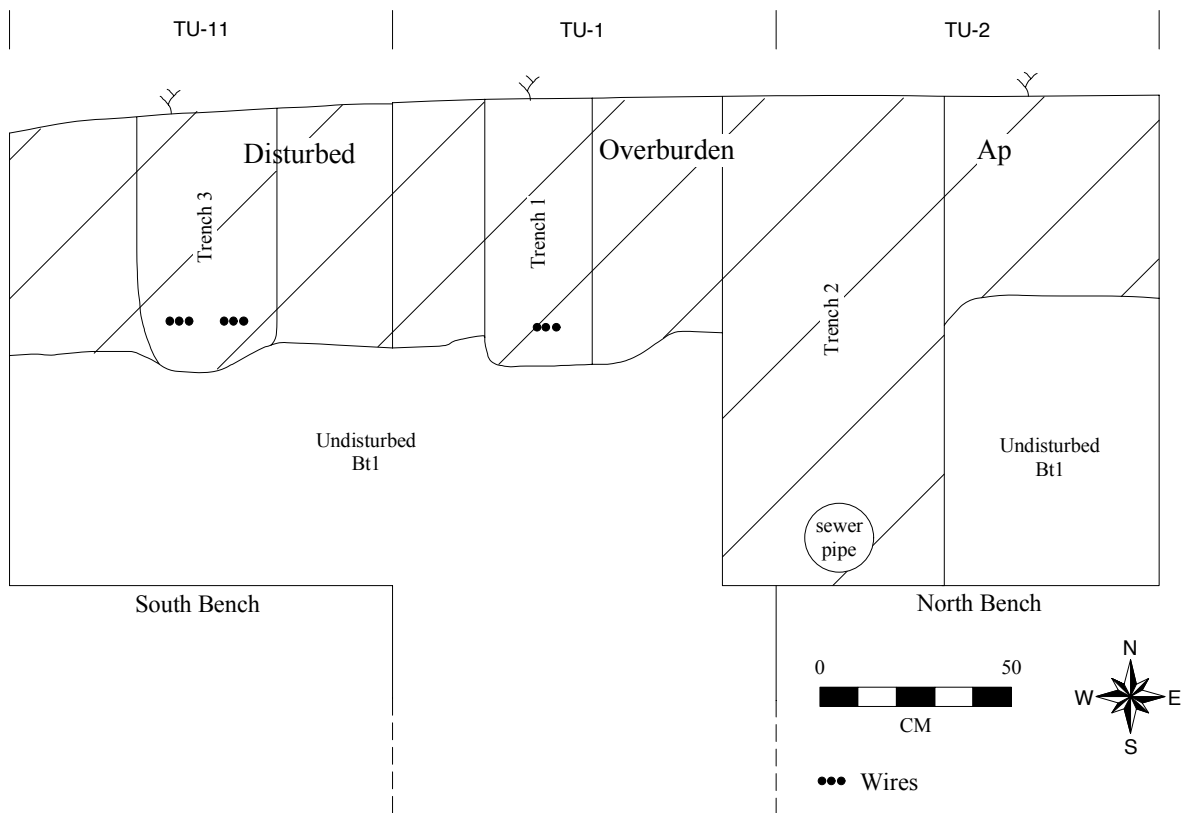 TU-11 TU-1 TU-2
Disturbed Overburden Ap
Trench 3
Trench 1
Trench 2
Undisturbed
Bt1
Undisturbed
Bt1
sewer
pipe
South Bench
North Bench
0 50
CM
N
W E
S
Wires